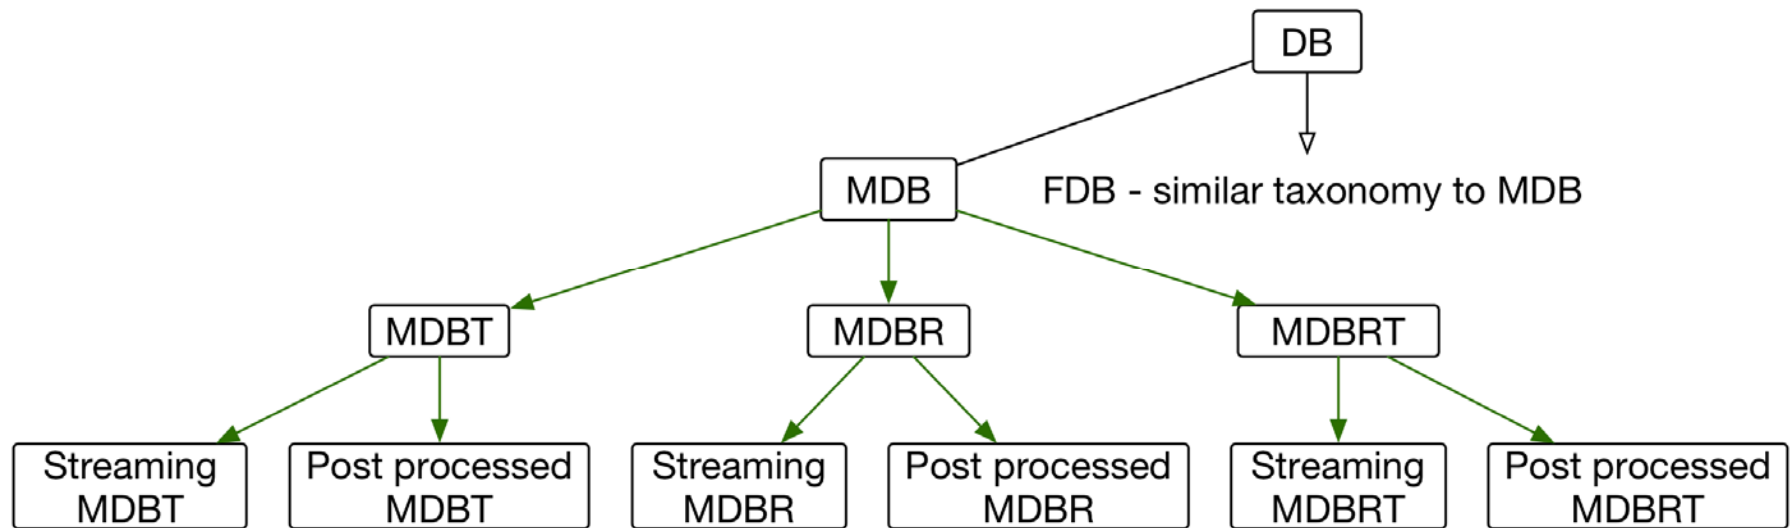 DB
MDB
FDB - similar taxonomy to MDB
MDBT
MDBR
MDBRT
Streaming
MDBT
Post processed
MDBT
Streaming
MDBR
Post processed
MDBR
Streaming
MDBRT
Post processed
MDBRT